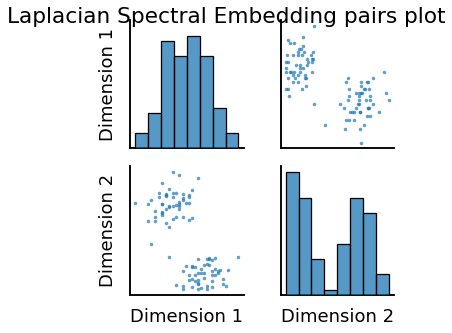 Laplacian Spectral Embedding pairs plot
Dimension 1
Dimension 2
Dimension 1
Dimension 2